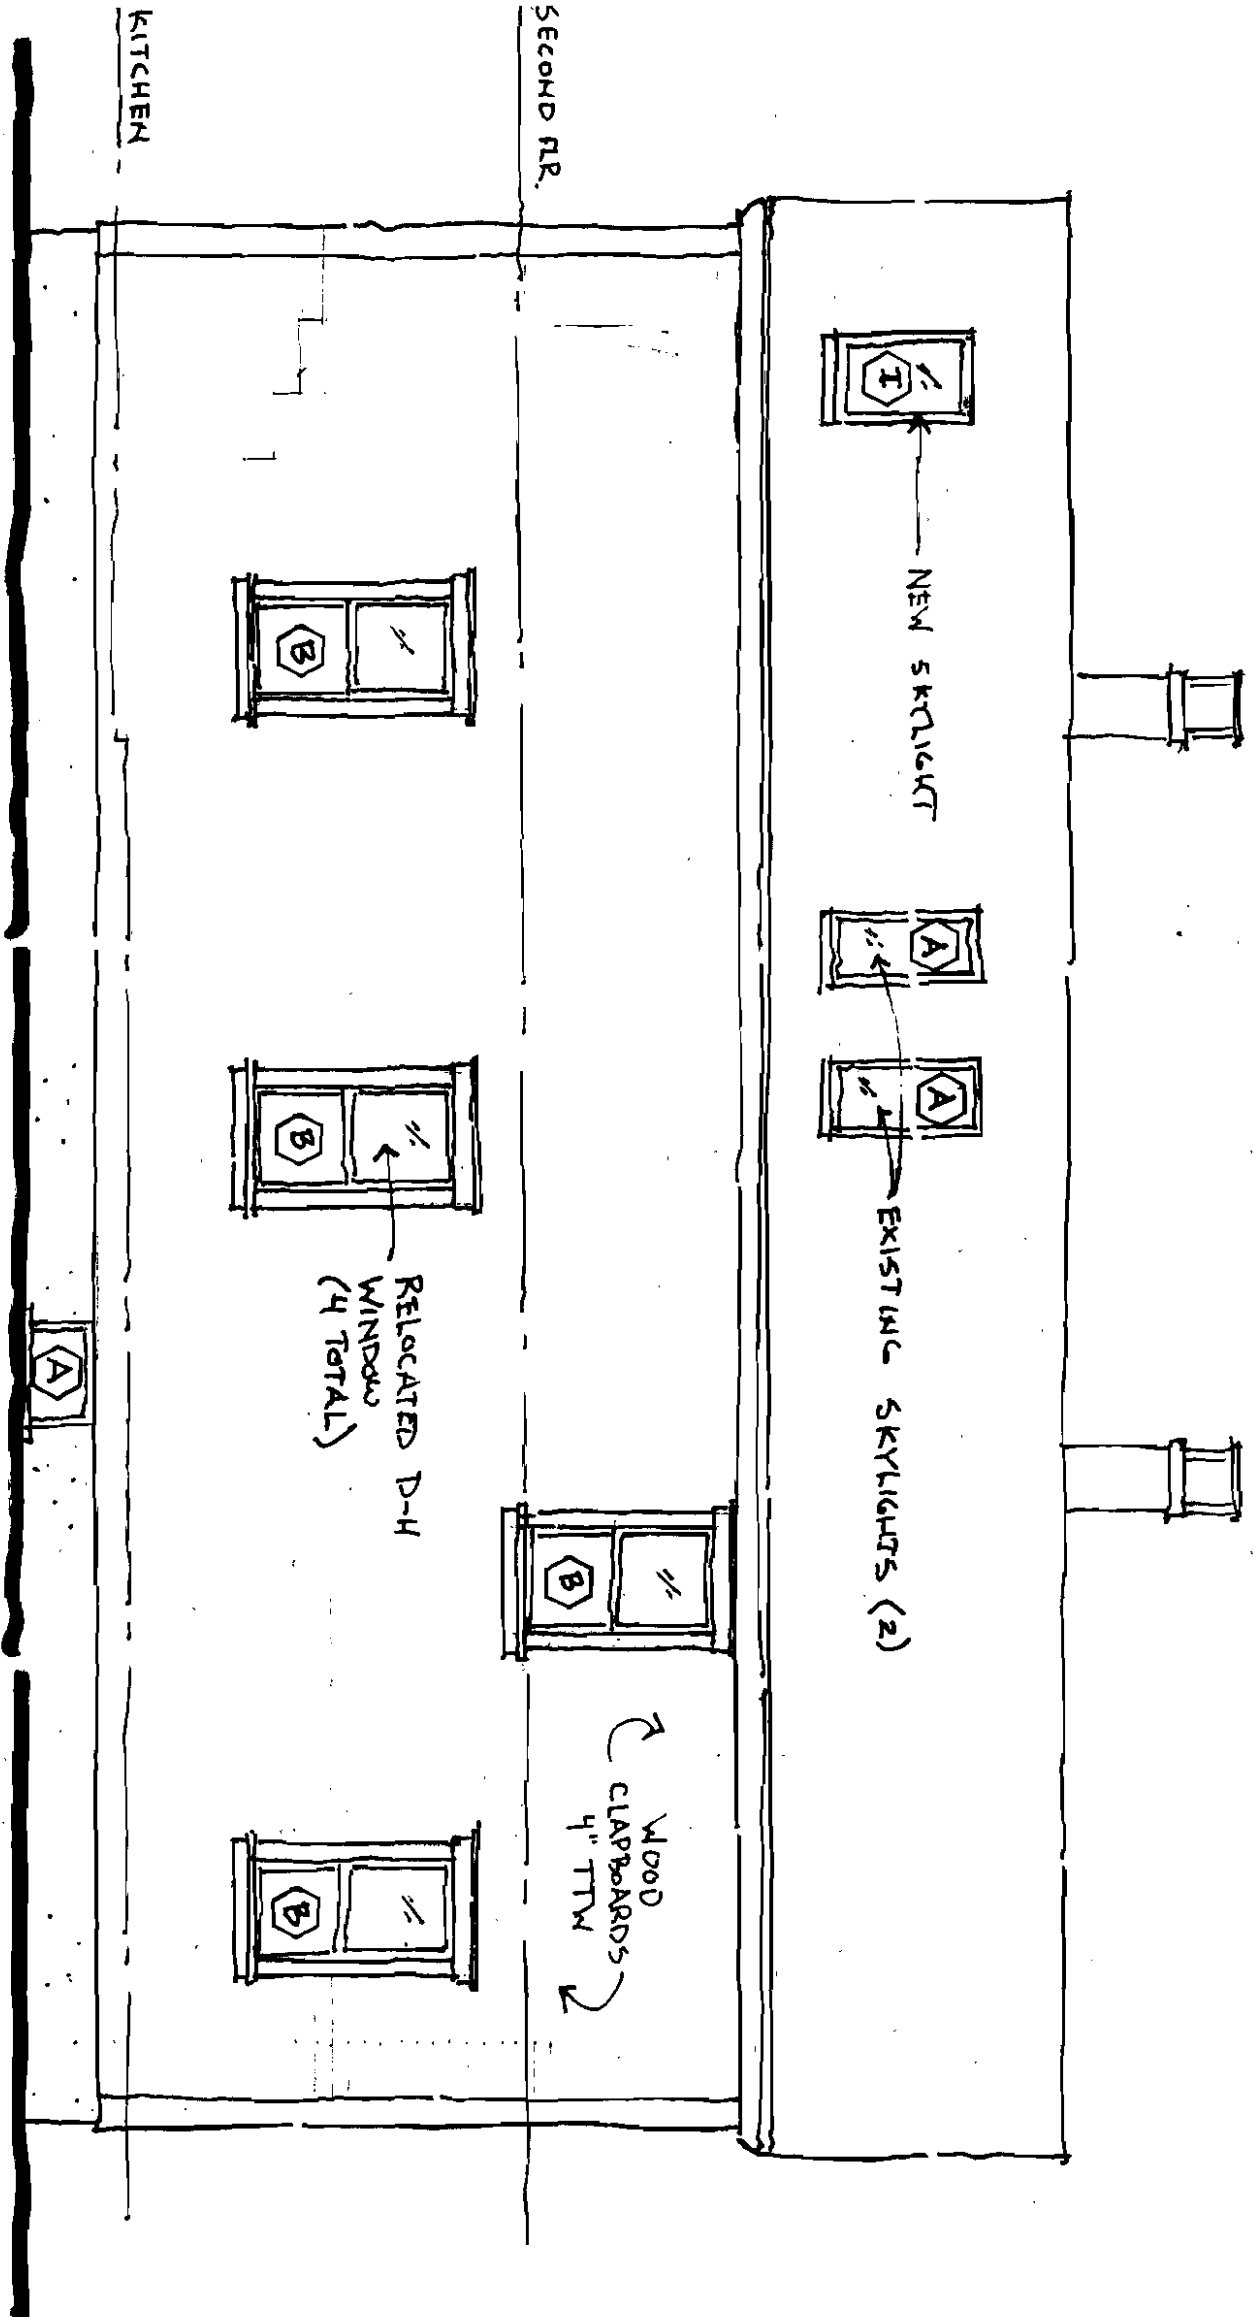 I
NEW SKYLIGHT
A
A
EXISTING SKYLIGHTS (2)
SECOND FLR.
B
WOOD
CLAPBOARDS
4" TTW
B
B
RELOCATED D-H
WINDOW
(4 TOTAL)
B
KITCHEN
A